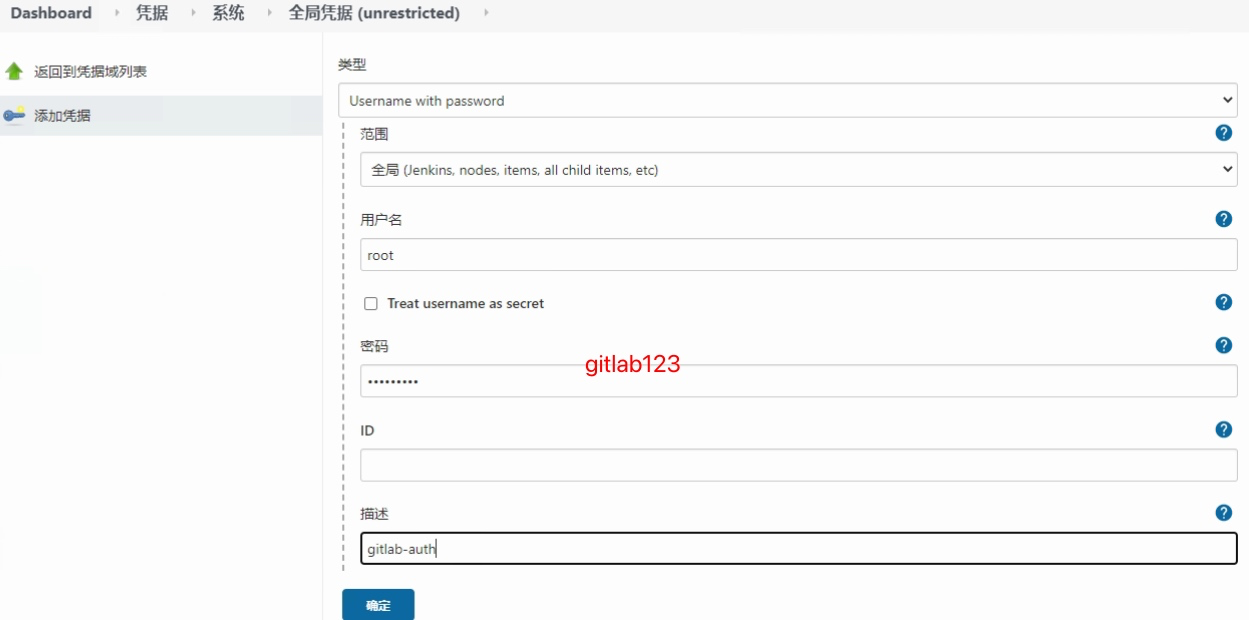 Dashboard 凭据 系统 全局凭据 (unrestricted)
返回到凭据域列表
添加凭据
类型
Username with password
范围
?
全局 (Jenkins, nodes, items, all child items, etc)
用户名
?
root
Treat username as secret
?
密码
?
gitlab123
•••••••••
ID
?
描述
?
gitlab-auth
确定